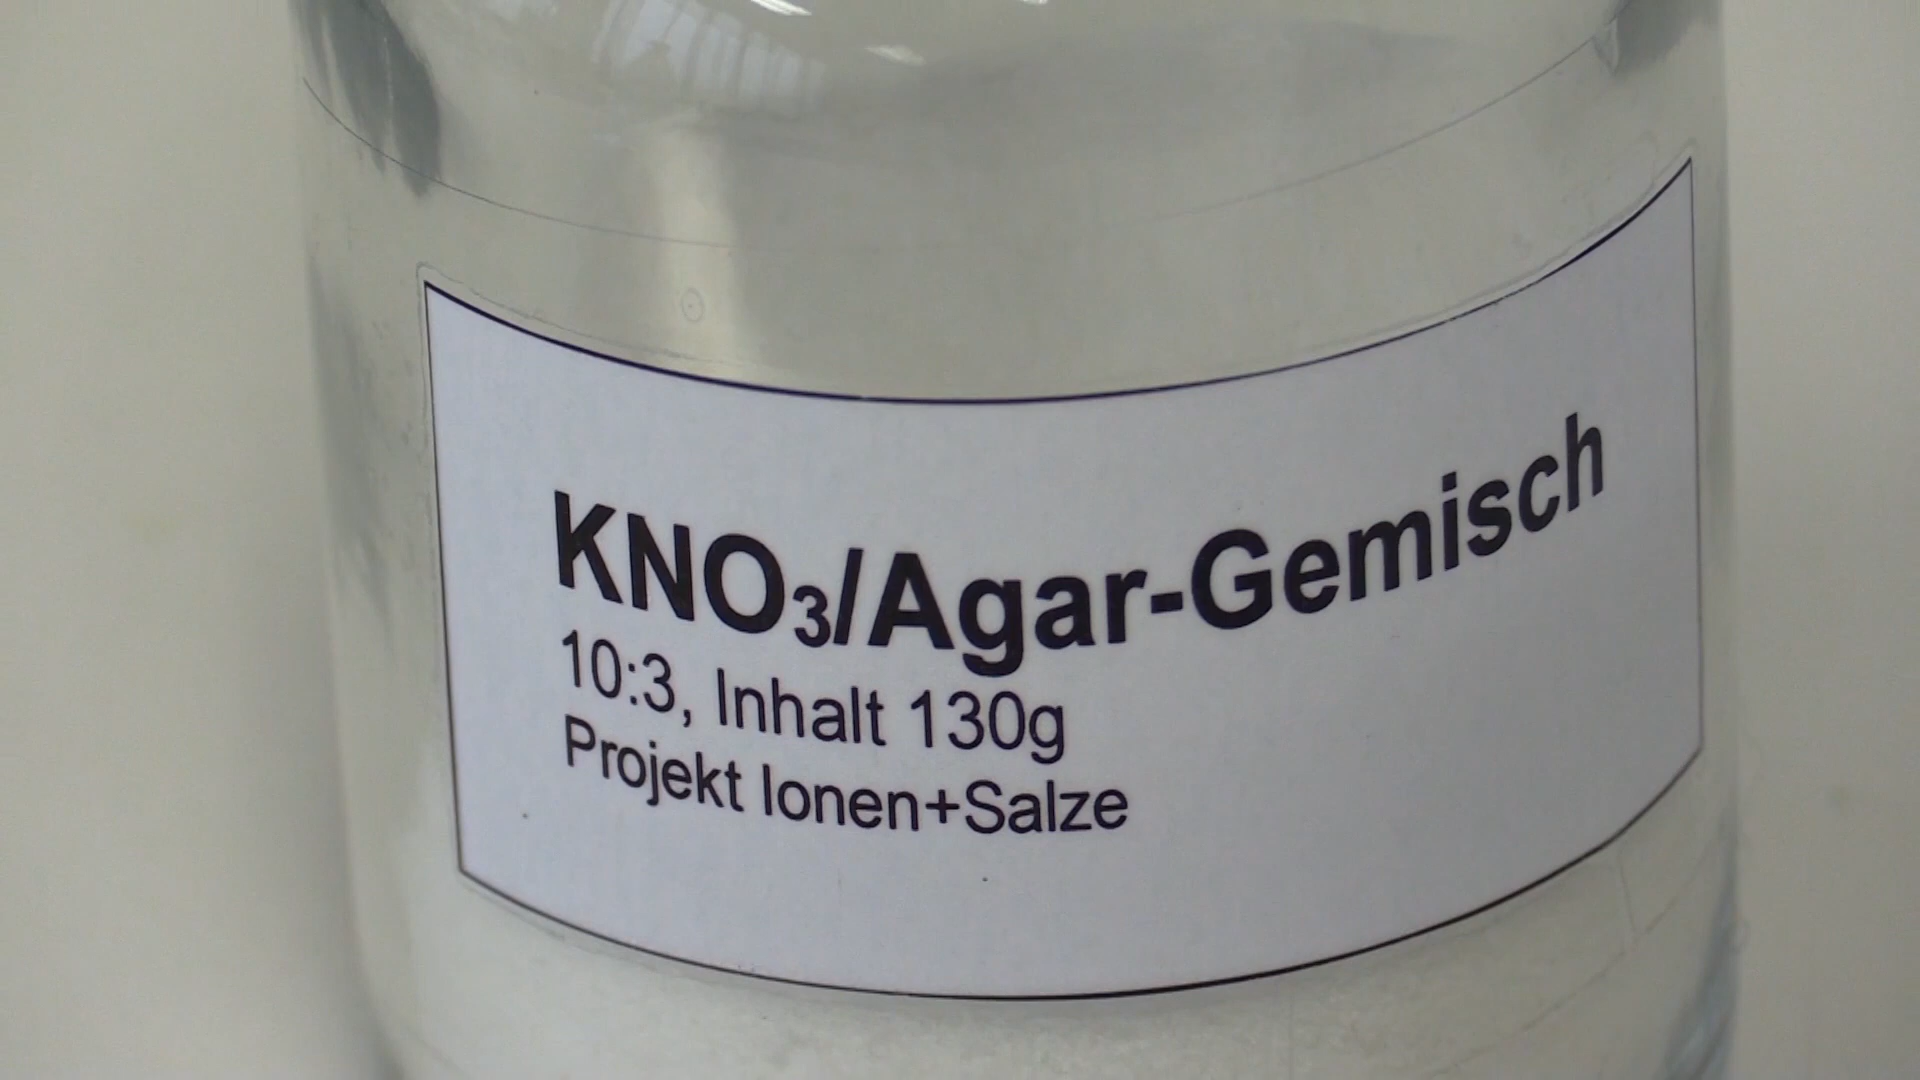 KNO₃/Agar-Gemisch
10:3, Inhalt 130g
Projekt Ionen+Salze